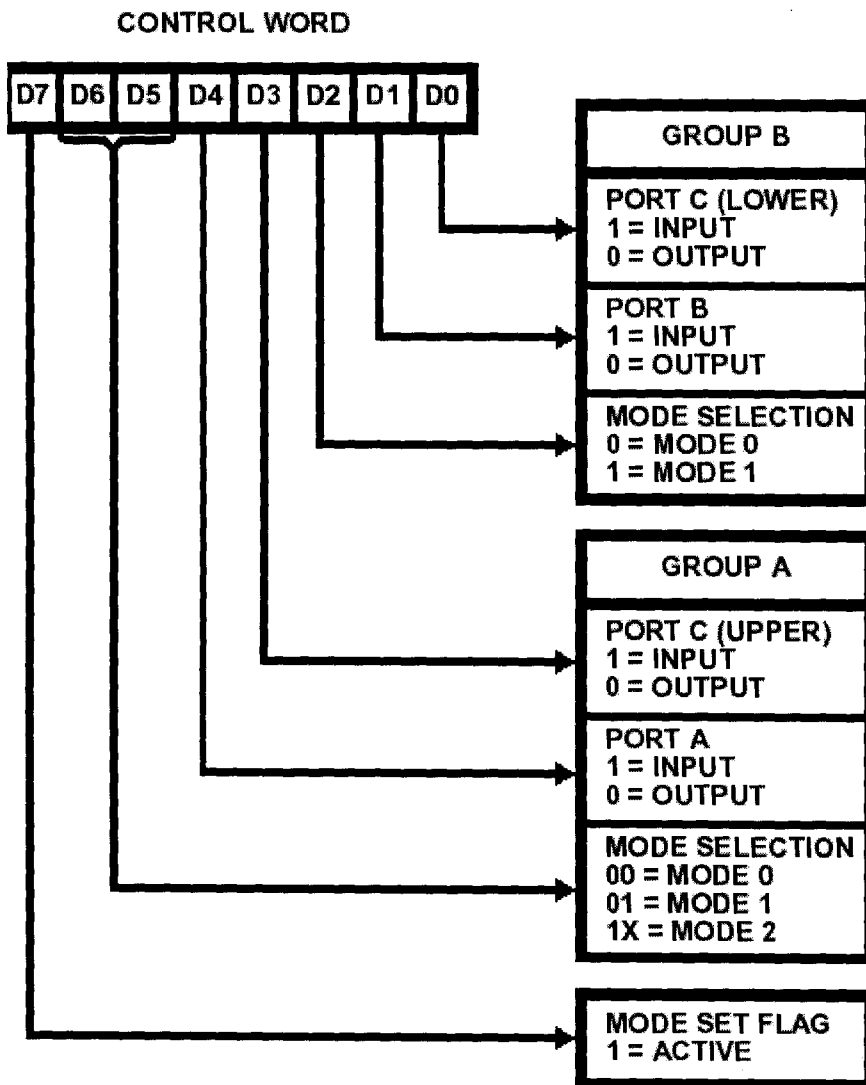 CONTROL WORD
D7 D6 D5 D4 D3 D2 D1 D0
GROUP B
PORT C (LOWER)
1 = INPUT
0 = OUTPUT
PORT B
1 = INPUT
0 = OUTPUT
MODE SELECTION
0 = MODE 0
1 = MODE 1
GROUP A
PORT C (UPPER)
1 = INPUT
0 = OUTPUT
PORT A
1 = INPUT
0 = OUTPUT
MODE SELECTION
00 = MODE 0
01 = MODE 1
1X = MODE 2
MODE SET FLAG
1 = ACTIVE